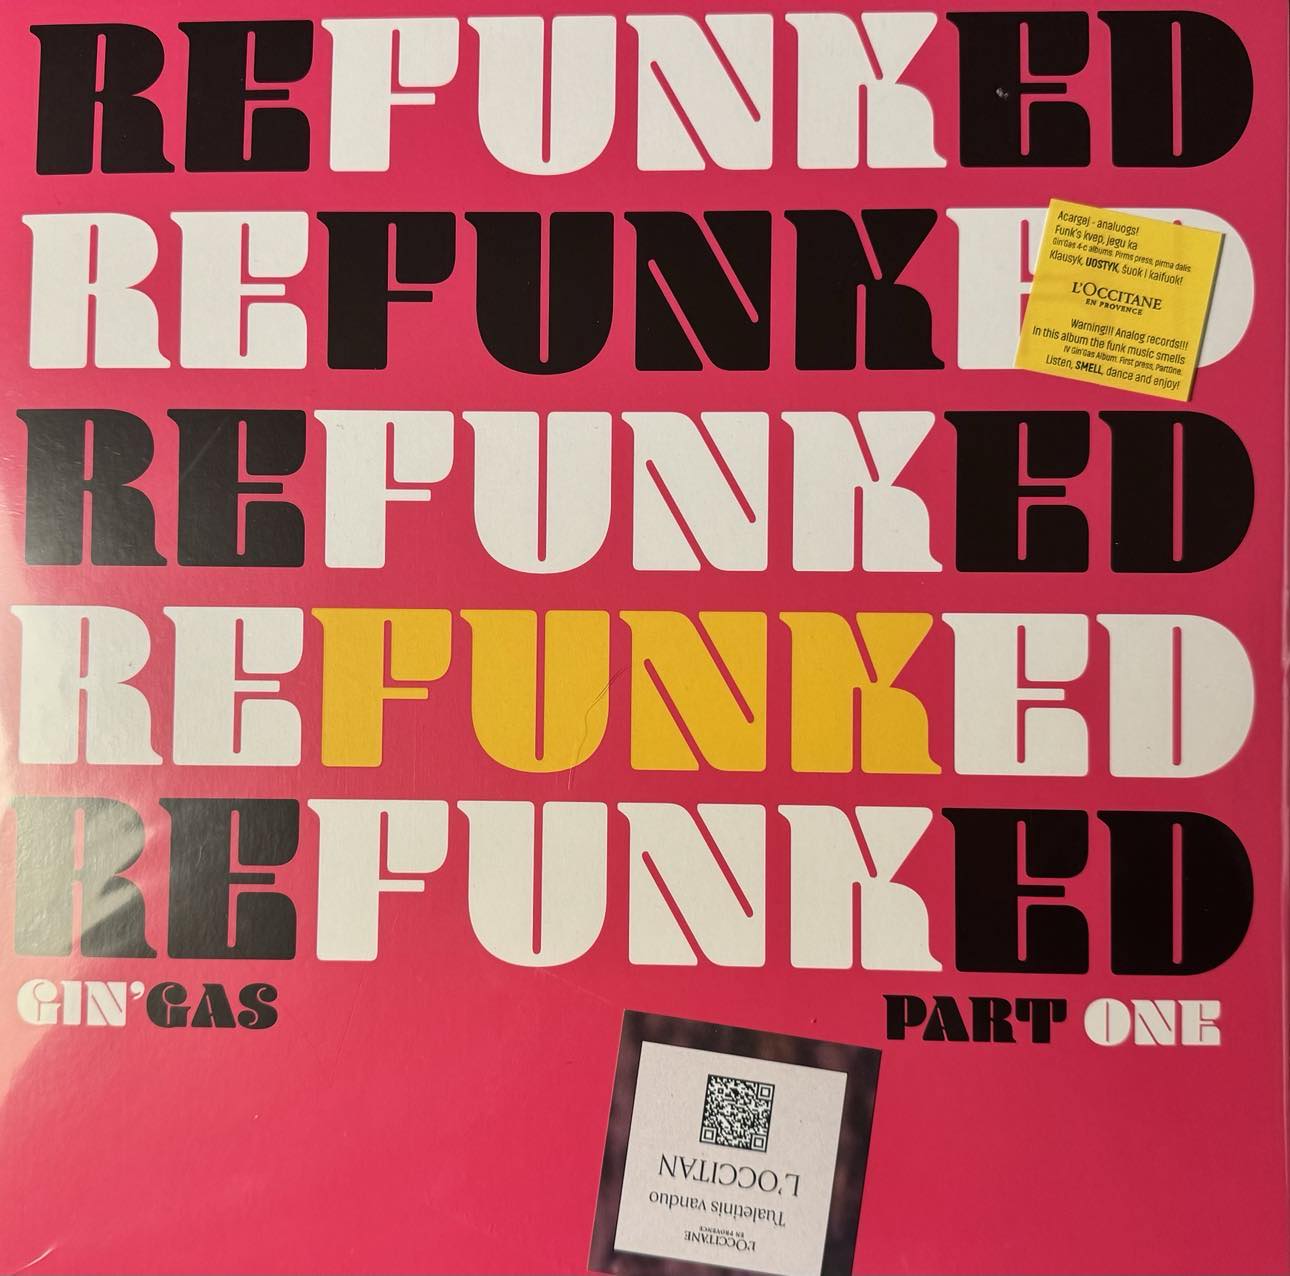 REFUNKED
REFUNKED
Acargej - analuogs!
Funk's kvep, jegu ka
Gin'Gas 4-c albums. Pirms press, pirma dalis
Klausyk, UOSTYK, šuok i kaifuok!
L'OCCITANE
EN PROVENCE
Warning!!! Analog records!!!
In this album the funk music smells
IV Gin'Gas Album. First press, PartOne.
Listen, SMELL, dance and enjoy!
REFUNKED
REFUNKED
REFUNKED
GIN'GAS
PART ONE
L'OCCITANE
EN PROVENCE
Tualetinis vanduo
L'OCCITAN